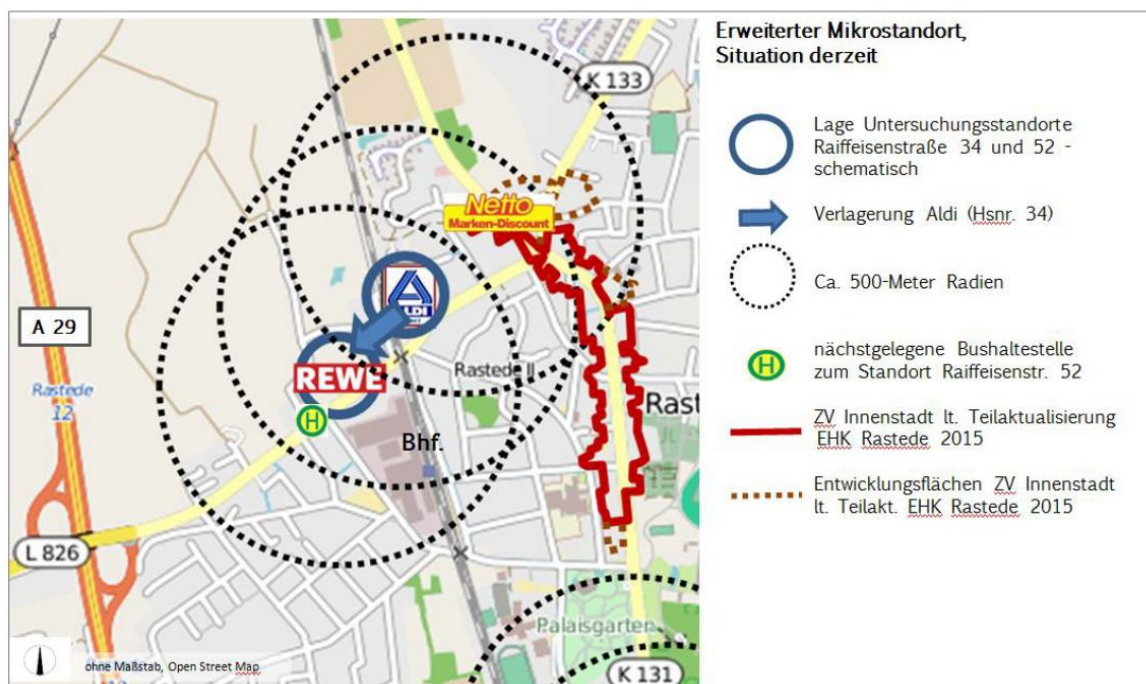 Erweiterter Mikrostandort,
Situation derzeit
Lage Untersuchungsstandorte
Raiffeisenstraße 34 und 52 -
schematisch
Verlagerung Aldi (Hsnr. 34)
Ca. 500-Meter Radien
H
nächstgelegene Bushaltestelle
zum Standort Raiffeisenstr. 52
ZV Innenstadt lt. Teilaktualisierung
EHK Rastede 2015
Entwicklungsflächen ZV Innenstadt
lt. Teilakt. EHK Rastede 2015
K 133
Netto
Marken-Discount
A 29
Rastede
12
REWE
H
Rastede II
Rast
Bhf.
L 826
Palaisgarten
K 131
ohne Maßstab, Open Street Map